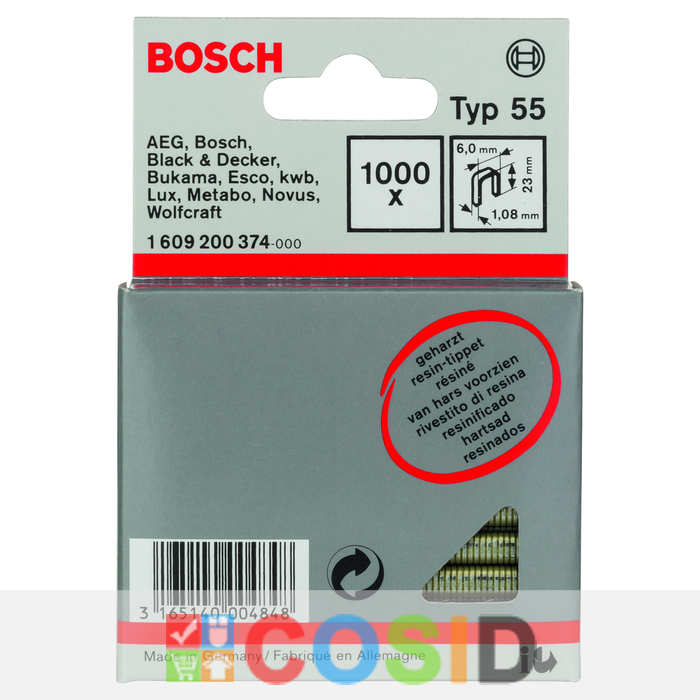 BOSCH
Typ 55
AEG, Bosch,
Black & Decker,
Bukama, Esco, kwb,
Lux, Metabo, Novus,
Wolfcraft
1 609 200 374-000
1000
x
6,0 mm
23 mm
1,08 mm
geharzt
resin-tippet
résiné
van hars voorzien
rivestito di resina
resinificado
hartsad
resinados
3 165140 004848
COSID
Made in Germany/Fabriqué en Allemagne